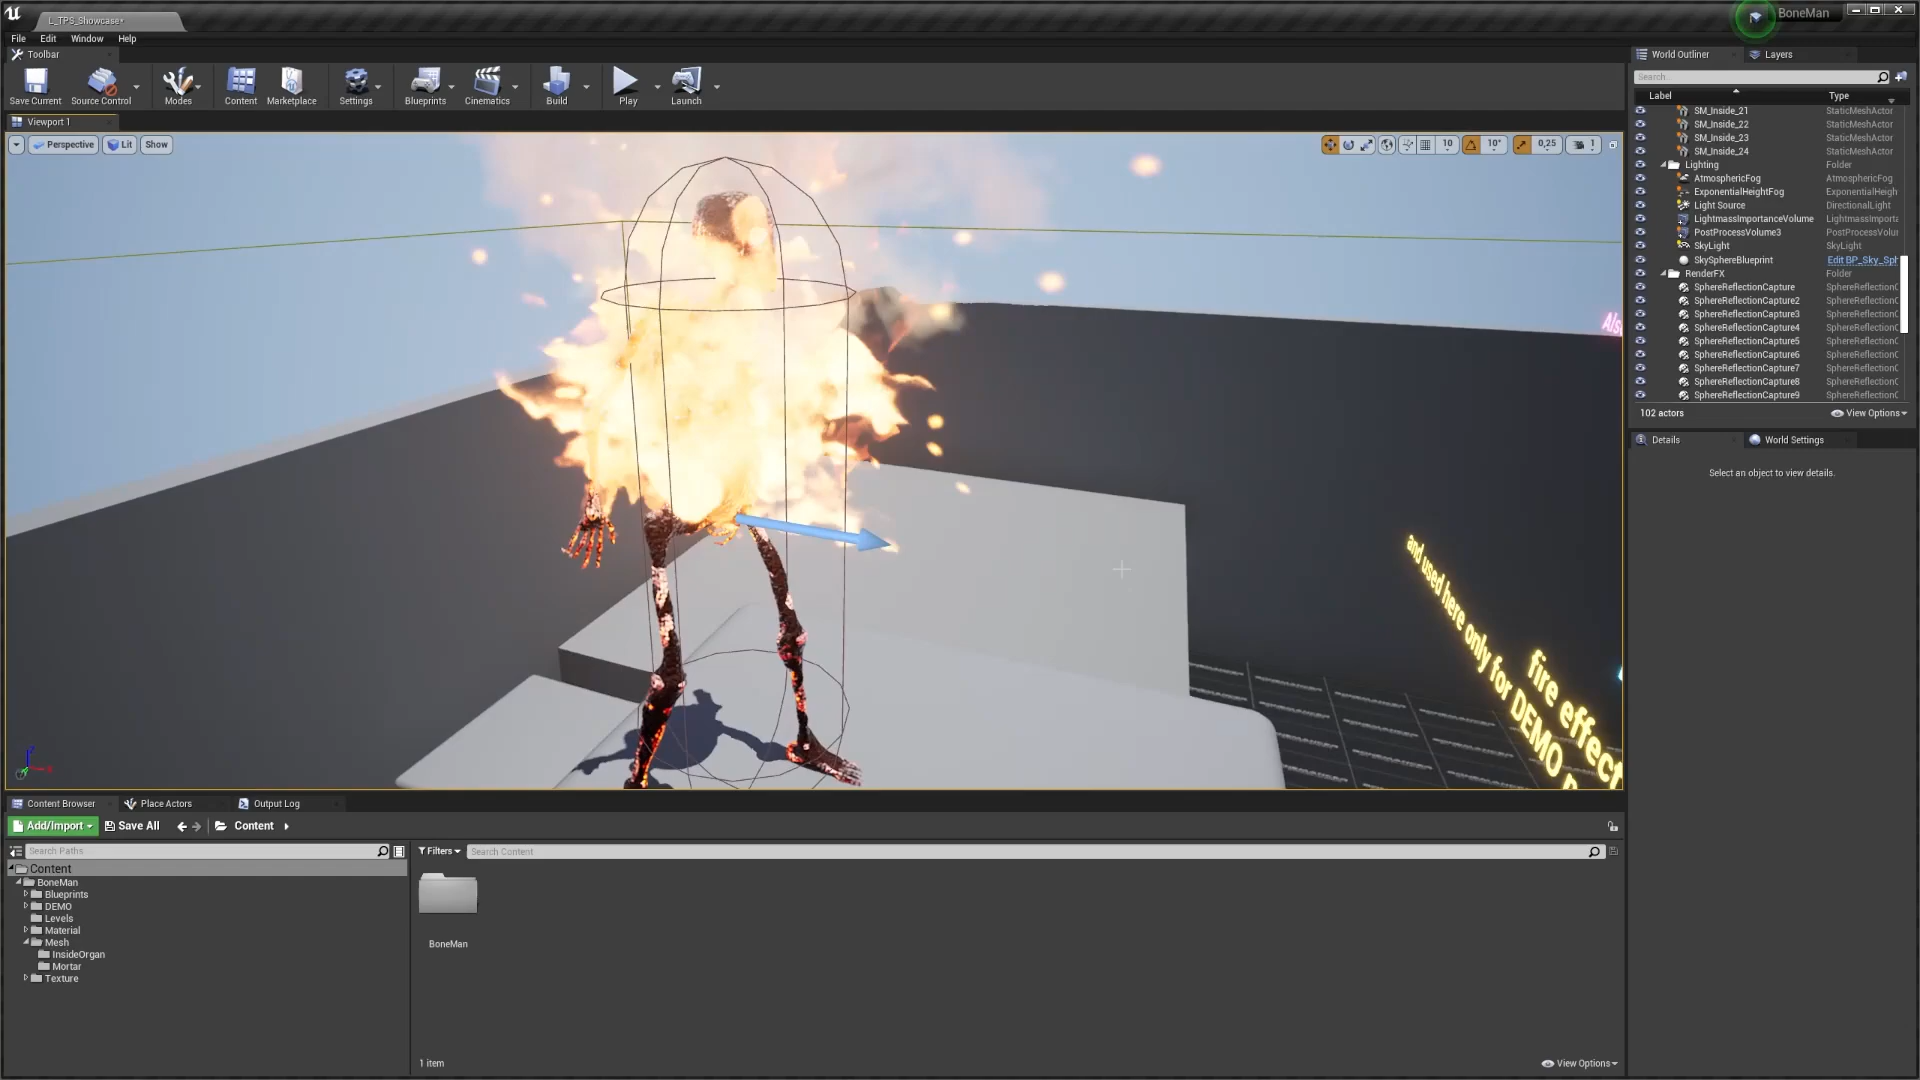 L_TPS_Showcase*
BoneMan
File Edit Window Help
Toolbar
Save Current Source Control Modes Content Marketplace Settings Blueprints Cinematics Build Play Launch
Viewport 1
Perspective Lit Show
10 10° 0,25 1
and used here only for DEMO
fire effect
World Outliner Layers
Search...
Label Type
SM_Inside_21 StaticMeshActor
SM_Inside_22 StaticMeshActor
SM_Inside_23 StaticMeshActor
SM_Inside_24 StaticMeshActor
Lighting Folder
AtmosphericFog AtmosphericFog
ExponentialHeightFog ExponentialHeigh
Light Source DirectionalLight
LightmassImportanceVolume LightmassImporta
PostProcessVolume3 PostProcessVolur
SkyLight SkyLight
SkySphereBlueprint Edit BP_Sky_Sph
RenderFX Folder
SphereReflectionCapture SphereReflectionC
SphereReflectionCapture2 SphereReflectionC
SphereReflectionCapture3 SphereReflectionC
SphereReflectionCapture4 SphereReflectionC
SphereReflectionCapture5 SphereReflectionC
SphereReflectionCapture6 SphereReflectionC
SphereReflectionCapture7 SphereReflectionC
SphereReflectionCapture8 SphereReflectionC
SphereReflectionCapture9 SphereReflectionC
102 actors View Options
Details World Settings
Select an object to view details.
Content Browser Place Actors Output Log
Add/Import Save All Content
Search Paths
Content
BoneMan
Blueprints
DEMO
Levels
Material
Mesh
InsideOrgan
Mortar
Texture
Filters Search Content
BoneMan
1 item View Options